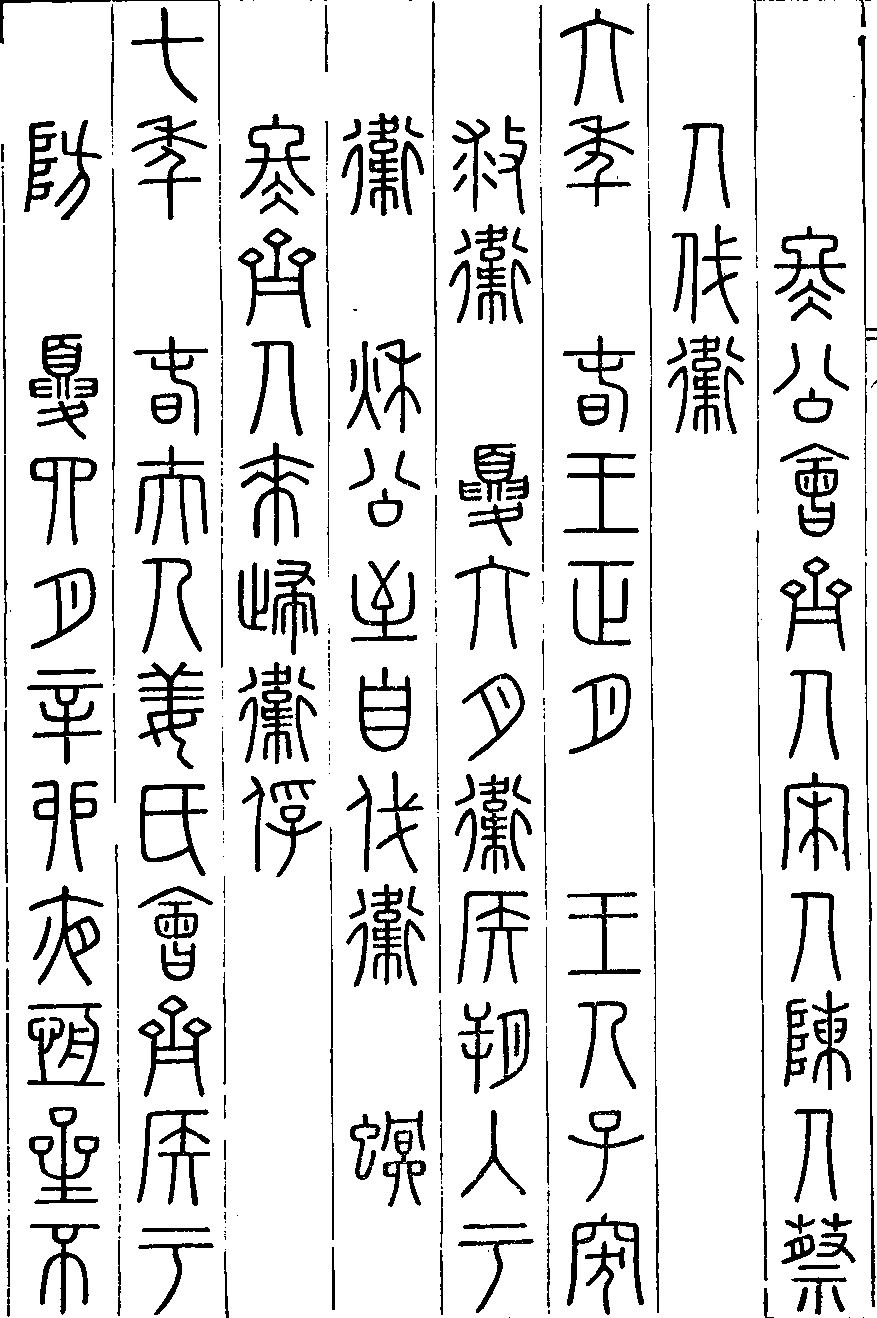 冬公會齊人宋人陳人蔡
人伐衛
六年 春王正月 王人子突
救衛 夏六月衛侯朔入于
衛 秋公至自伐衛 螟
冬齊人來歸衛俘
七年 春夫人姜氏會齊侯于
防 夏四月辛卯夜恆星不